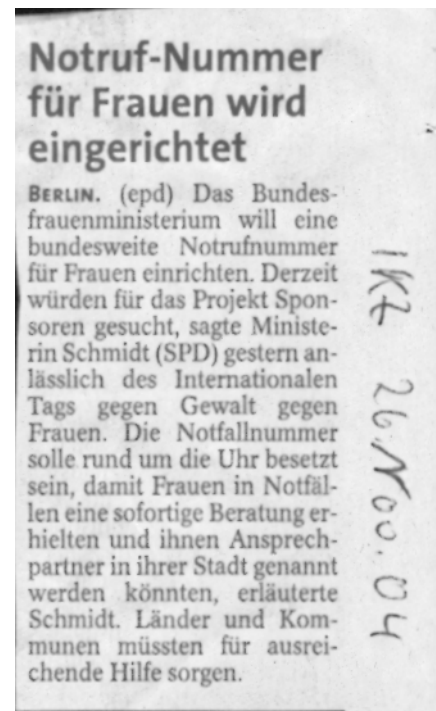 Notruf-Nummer
für Frauen wird
eingerichtet
BERLIN. (epd) Das Bundes-
frauenministerium will eine
bundesweite Notrufnummer
für Frauen einrichten. Derzeit
würden für das Projekt Spon-
soren gesucht, sagte Ministe-
rin Schmidt (SPD) gestern an-
lässlich des Internationalen
Tags gegen Gewalt gegen
Frauen. Die Notfallnummer
solle rund um die Uhr besetzt
sein, damit Frauen in Notfäl-
len eine sofortige Beratung er-
hielten und ihnen Ansprech-
partner in ihrer Stadt genannt
werden könnten, erläuterte
Schmidt. Länder und Kom-
munen müssten für ausrei-
chende Hilfe sorgen.
IKZ 26.Nov.04